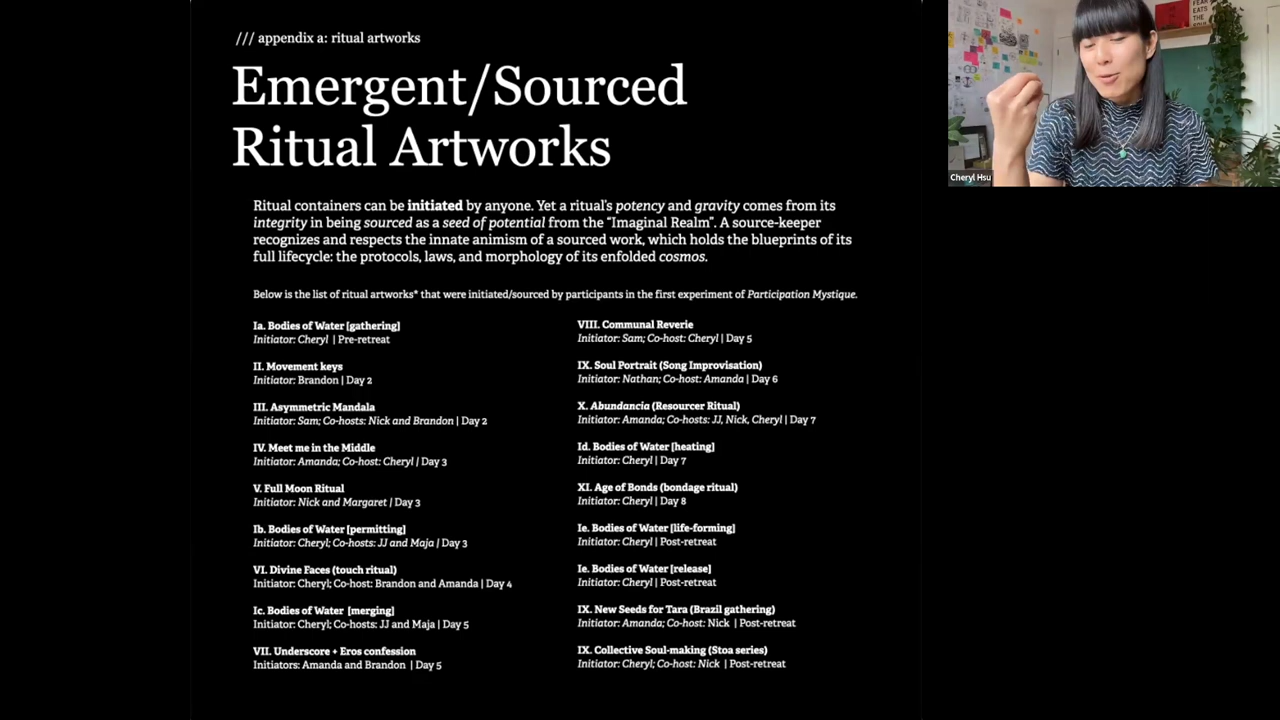 /// appendix a: ritual artworks
Emergent/Sourced
Ritual Artworks
Ritual containers can be initiated by anyone. Yet a ritual's potency and gravity comes from its
integrity in being sourced as a seed of potential from the “Imaginal Realm”. A source-keeper
recognizes and respects the innate animism of a sourced work, which holds the blueprints of its
full lifecycle: the protocols, laws, and morphology of its enfolded cosmos.
Below is the list of ritual artworks* that were initiated/sourced by participants in the first experiment of Participation Mystique.
Ia. Bodies of Water [gathering]
Initiator: Cheryl | Pre-retreat
II. Movement keys
Initiator: Brandon | Day 2
III. Asymmetric Mandala
Initiator: Sam; Co-hosts: Nick and Brandon | Day 2
IV. Meet me in the Middle
Initiator: Amanda; Co-host: Cheryl | Day 3
V. Full Moon Ritual
Initiator: Nick and Margaret | Day 3
Ib. Bodies of Water [permitting]
Initiator: Cheryl; Co-hosts: JJ and Maja | Day 3
VI. Divine Faces (touch ritual)
Initiator: Cheryl; Co-host: Brandon and Amanda | Day 4
Ic. Bodies of Water [merging]
Initiator: Cheryl; Co-hosts: JJ and Maja | Day 5
VII. Underscore + Eros confession
Initiators: Amanda and Brandon | Day 5
VIII. Communal Reverie
Initiator: Sam; Co-host: Cheryl | Day 5
IX. Soul Portrait (Song Improvisation)
Initiator: Nathan; Co-host: Amanda | Day 6
X. Abundancia (Resourcer Ritual)
Initiator: Amanda; Co-hosts: JJ, Nick, Cheryl | Day 7
Id. Bodies of Water [heating]
Initiator: Cheryl | Day 7
XI. Age of Bonds (bondage ritual)
Initiator: Cheryl | Day 8
Ie. Bodies of Water [life-forming]
Initiator: Cheryl | Post-retreat
Ie. Bodies of Water [release]
Initiator: Cheryl | Post-retreat
IX. New Seeds for Tara (Brazil gathering)
Initiator: Amanda; Co-host: Nick | Post-retreat
IX. Collective Soul-making (Stoa series)
Initiator: Cheryl; Co-host: Nick | Post-retreat
FEAR
EATS
THE
SOUL
Cheryl Hsu